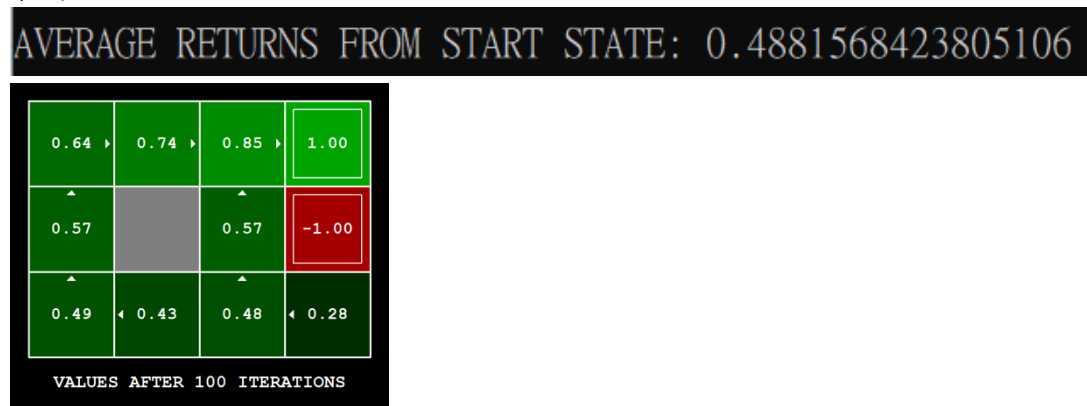 AVERAGE RETURNS FROM START STATE: 0.4881568423805106
0.64 0.74 0.85 1.00
0.57 0.57 -1.00
0.49 0.43 0.48 0.28
VALUES AFTER 100 ITERATIONS